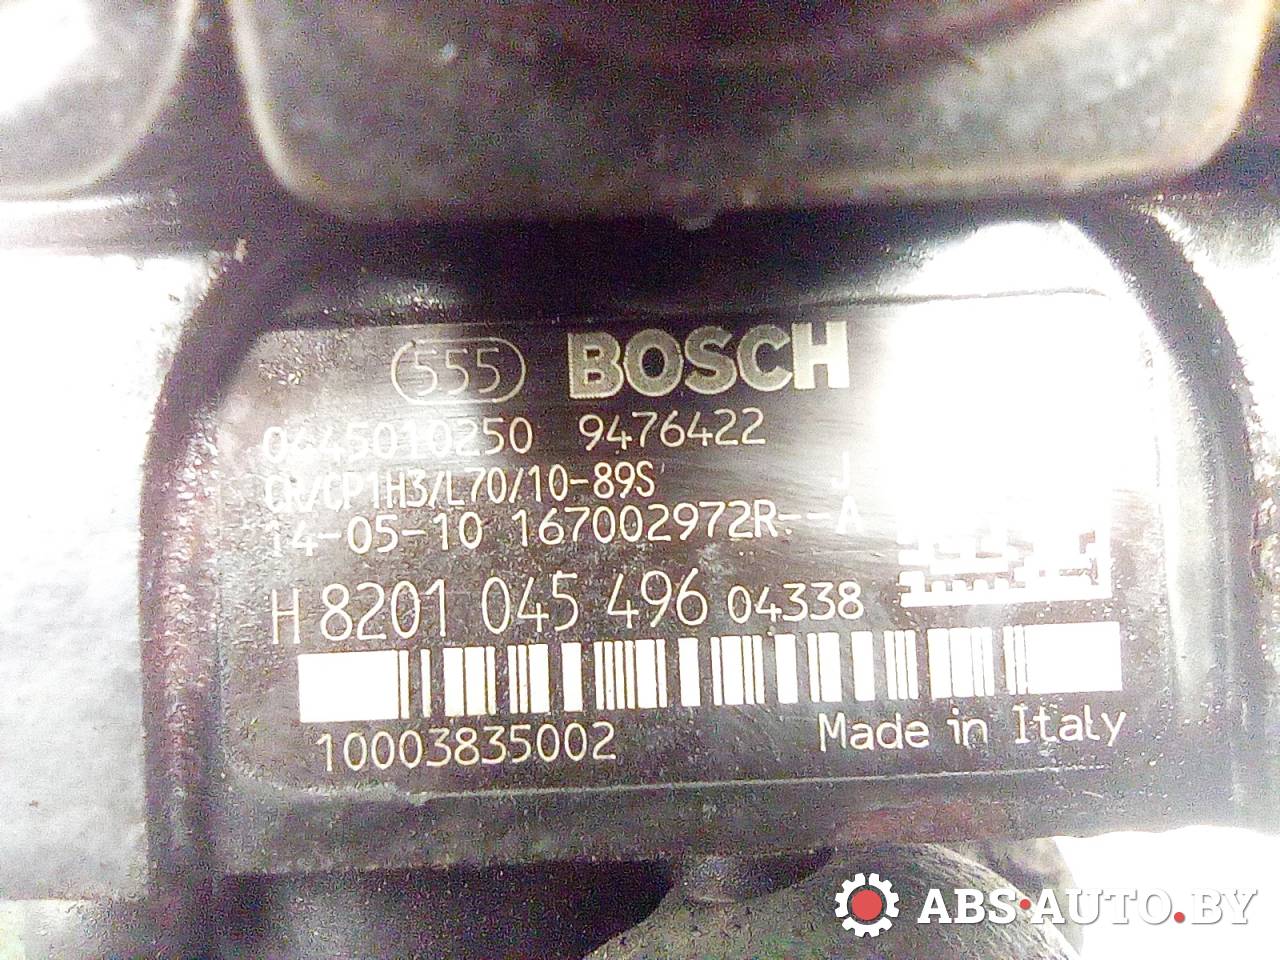 555 BOSCH
0445010250 9476422
CR/CP1H3/L70/10-89S J
14-05-10 167002972R--A
H 8201 045 496 04338
10003835002 Made in Italy
ABS-AUTO.BY